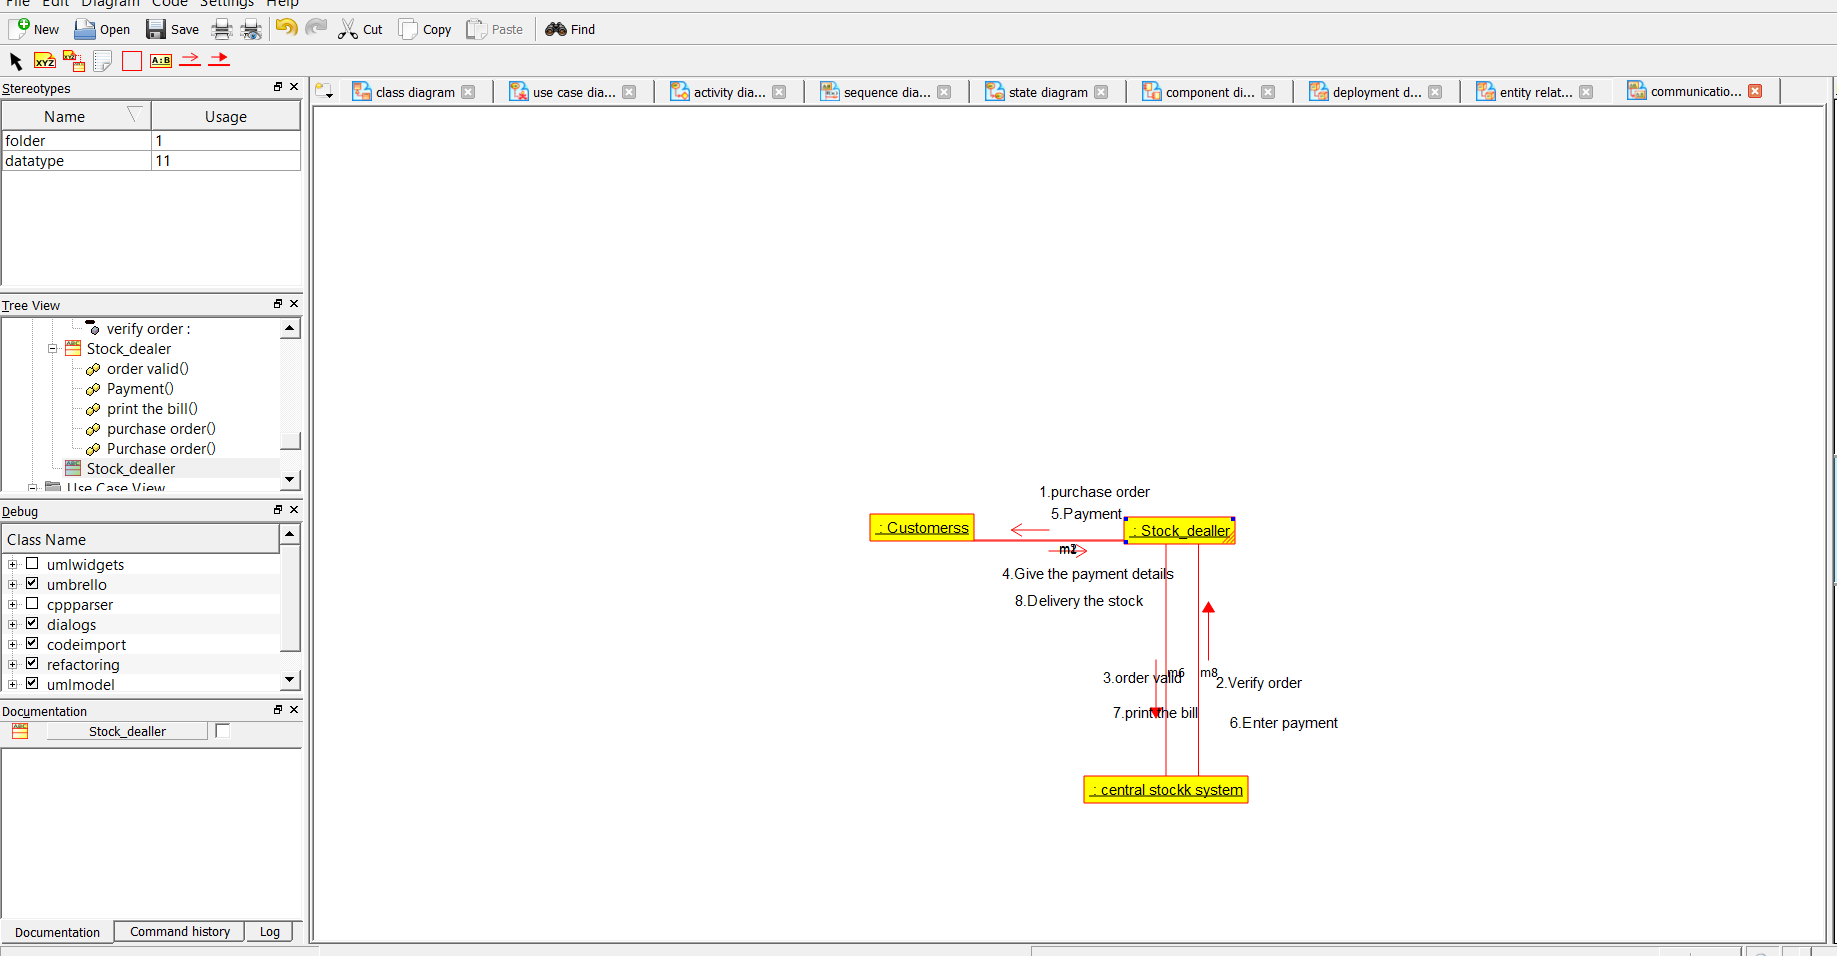 File Edit Diagram Code Settings Help
New Open Save Cut Copy Paste Find
XYZ XYZ A:B
Stereotypes
class diagram use case dia... activity dia... sequence dia... state diagram component di... deployment d... entity relat... communicatio...
Name Usage
folder 1
datatype 11
Tree View
verify order :
Stock_dealer
order valid()
Payment()
print the bill()
purchase order()
Purchase order()
Stock_dealler
Use Case View
Debug
Class Name
umlwidgets
umbrello
cppparser
dialogs
codeimport
refactoring
umlmodel
Documentation
Stock_dealler
Documentation Command history Log
1.purchase order
5.Payment
: Customerss
: Stock_dealler
4.Give the payment details
8.Delivery the stock
3.order valid
m6
m8
2.Verify order
7.print the bill
6.Enter payment
: central stockk system